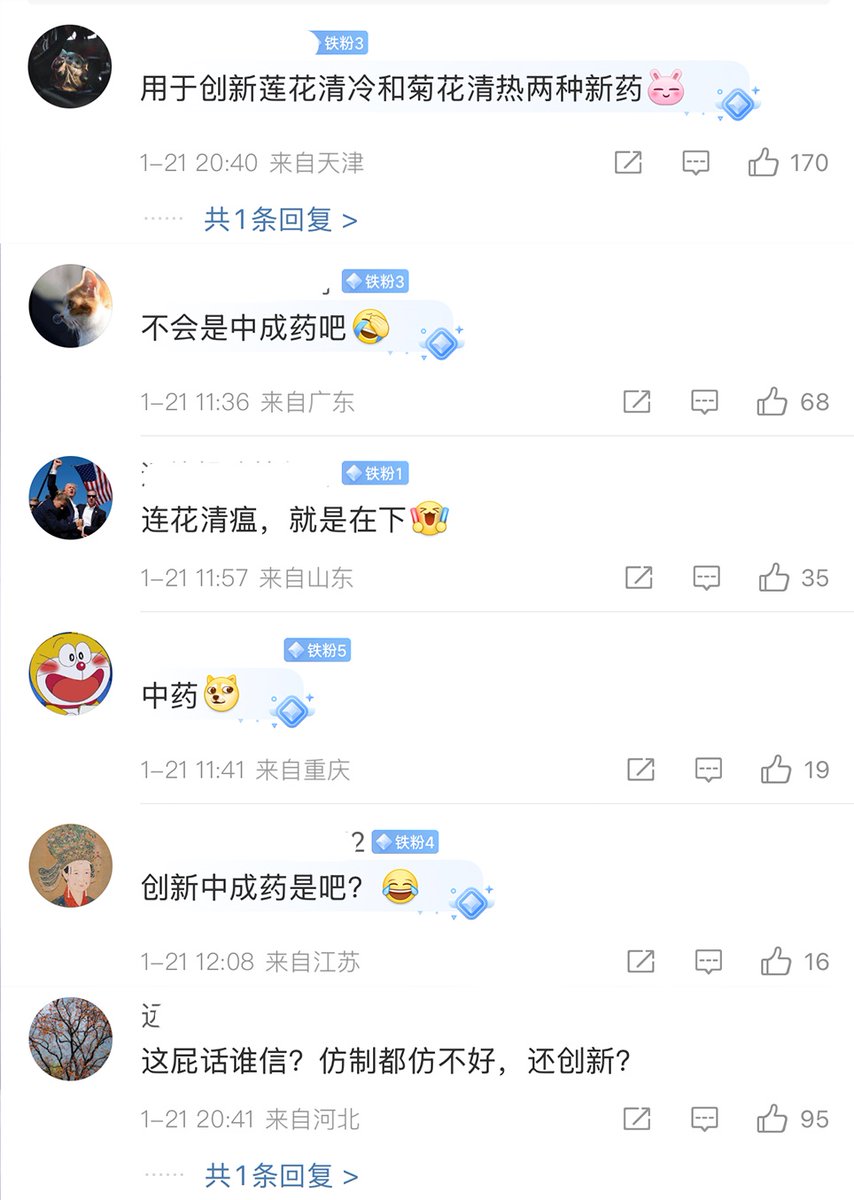 铁粉3
用于创新莲花清冷和菊花清热两种新药
1-21 20:40 来自天津
170
共1条回复 >
铁粉3
不会是中成药吧
1-21 11:36 来自广东
68
铁粉1
连花清瘟，就是在下
1-21 11:57 来自山东
35
铁粉5
中药
1-21 11:41 来自重庆
19
? 铁粉4
创新中成药是吧？
1-21 12:08 来自江苏
16
这屁话谁信？仿制都仿不好，还创新？
1-21 20:41 来自河北
95
共1条回复 >